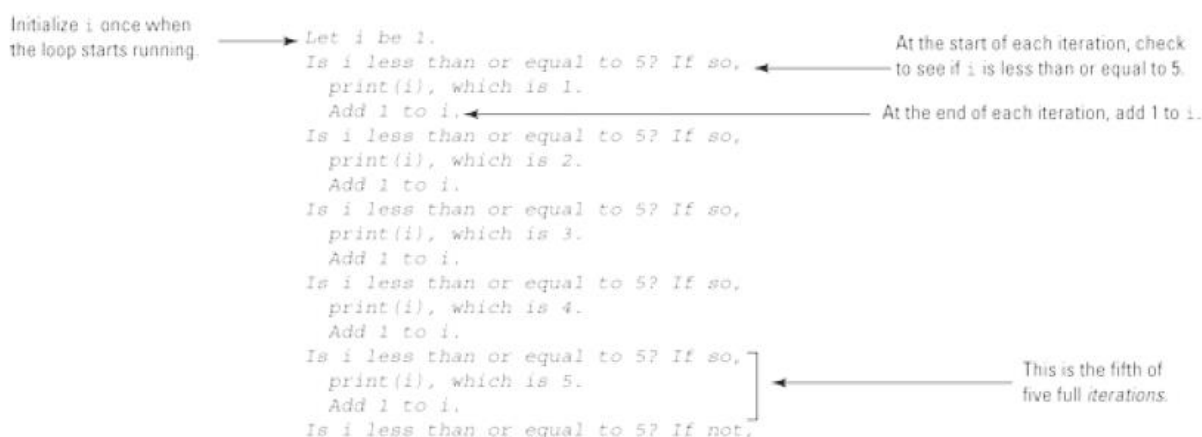 Initialize i once when
the loop starts running.
Let i be 1.
Is i less than or equal to 5? If so,
At the start of each iteration, check
to see if i is less than or equal to 5.
print(i), which is 1.
Add 1 to i.
At the end of each iteration, add 1 to i.
Is i less than or equal to 5? If so,
print(i), which is 2.
Add 1 to i.
Is i less than or equal to 5? If so,
print(i), which is 3.
Add 1 to i.
Is i less than or equal to 5? If so,
print(i), which is 4.
Add 1 to i.
Is i less than or equal to 5? If so,
print(i), which is 5.
Add 1 to i.
This is the fifth of
five full iterations.
Is i less than or equal to 5? If not,